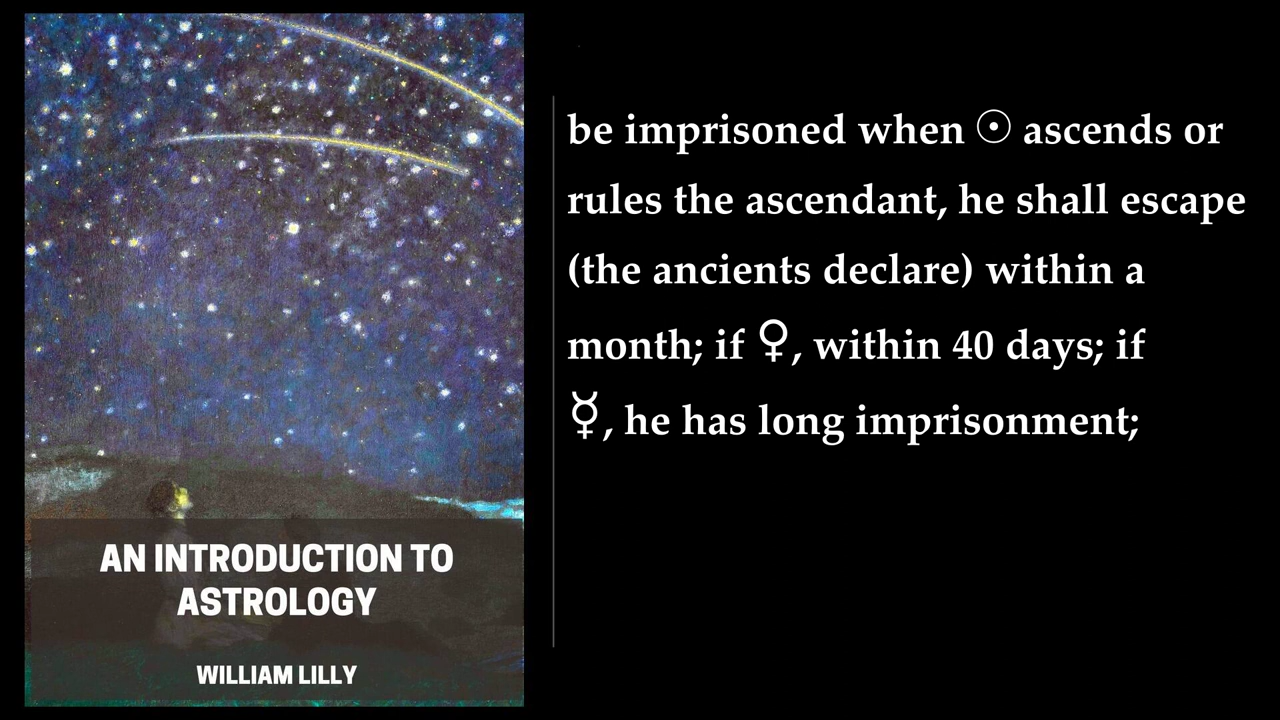 AN INTRODUCTION TO
ASTROLOGY
WILLIAM LILLY
be imprisoned when ☉ ascends or
rules the ascendant, he shall escape
(the ancients declare) within a
month; if ♀, within 40 days; if
☿, he has long imprisonment;